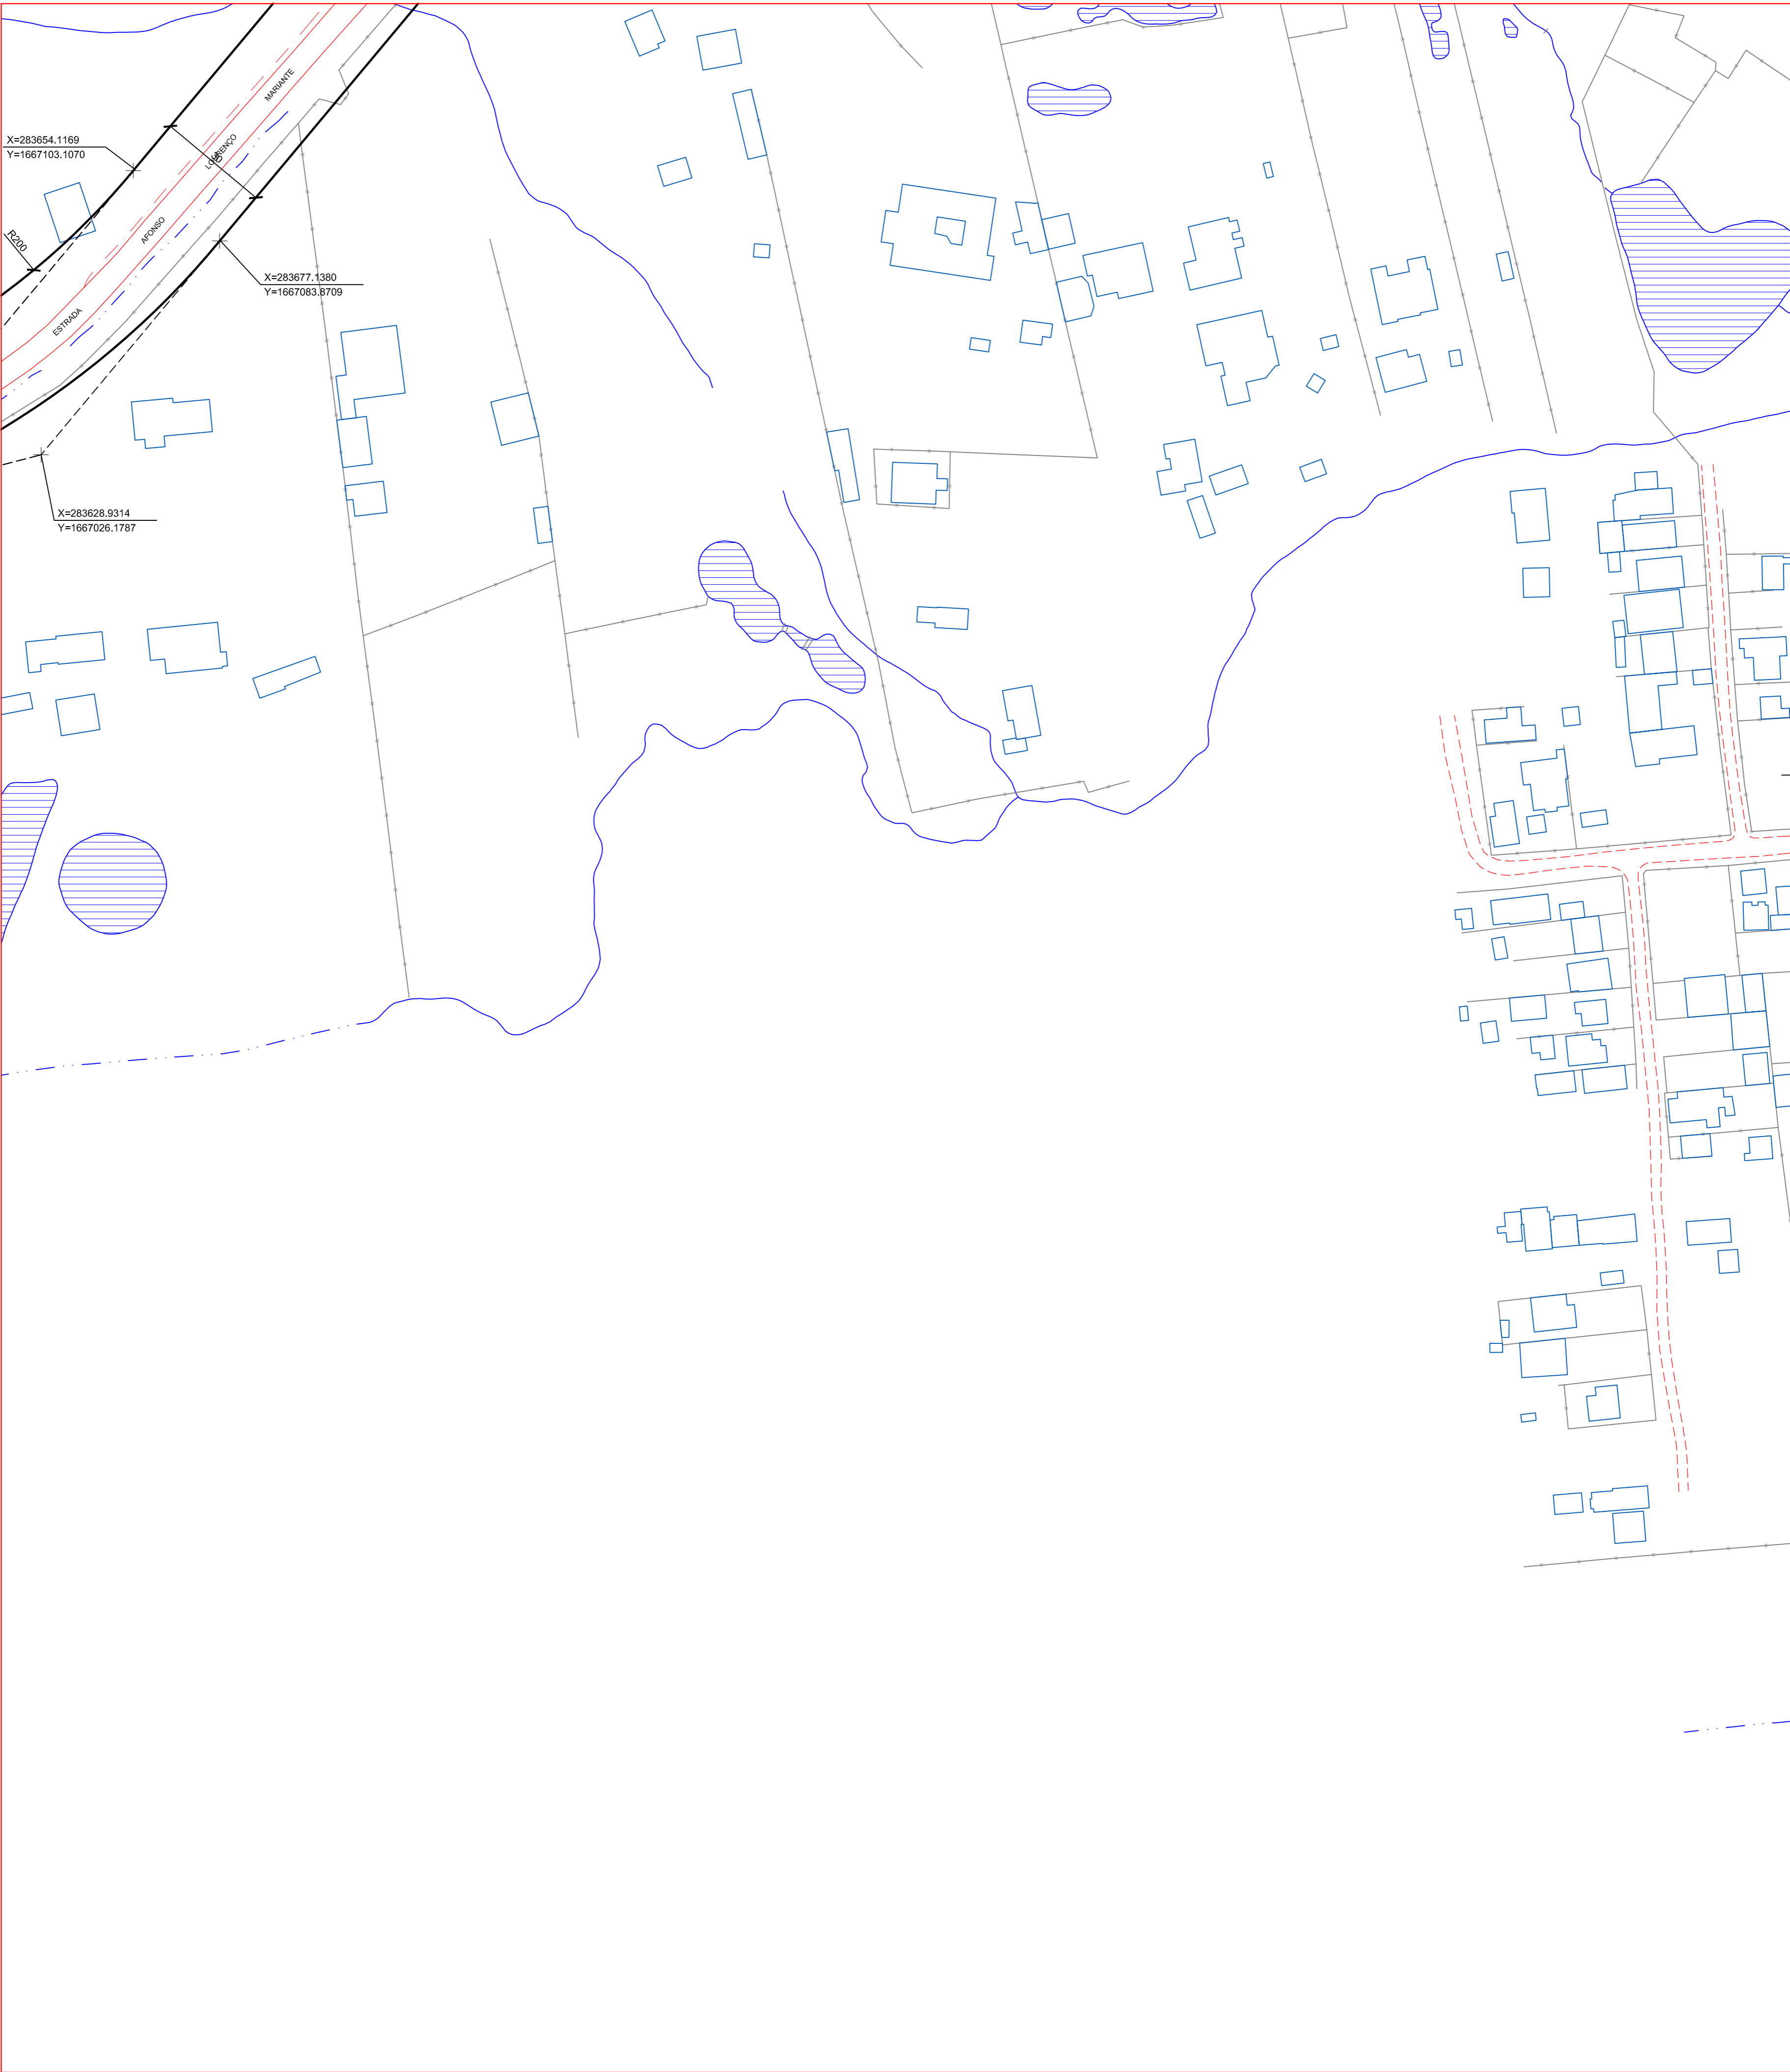 X=283654.1169
Y=1667103.1070
R200
ESTRADA
AFONSO
LOURENÇO
MARIANTE
X=283677.1380
Y=1667083.8709
X=283628.9314
Y=1667026.1787